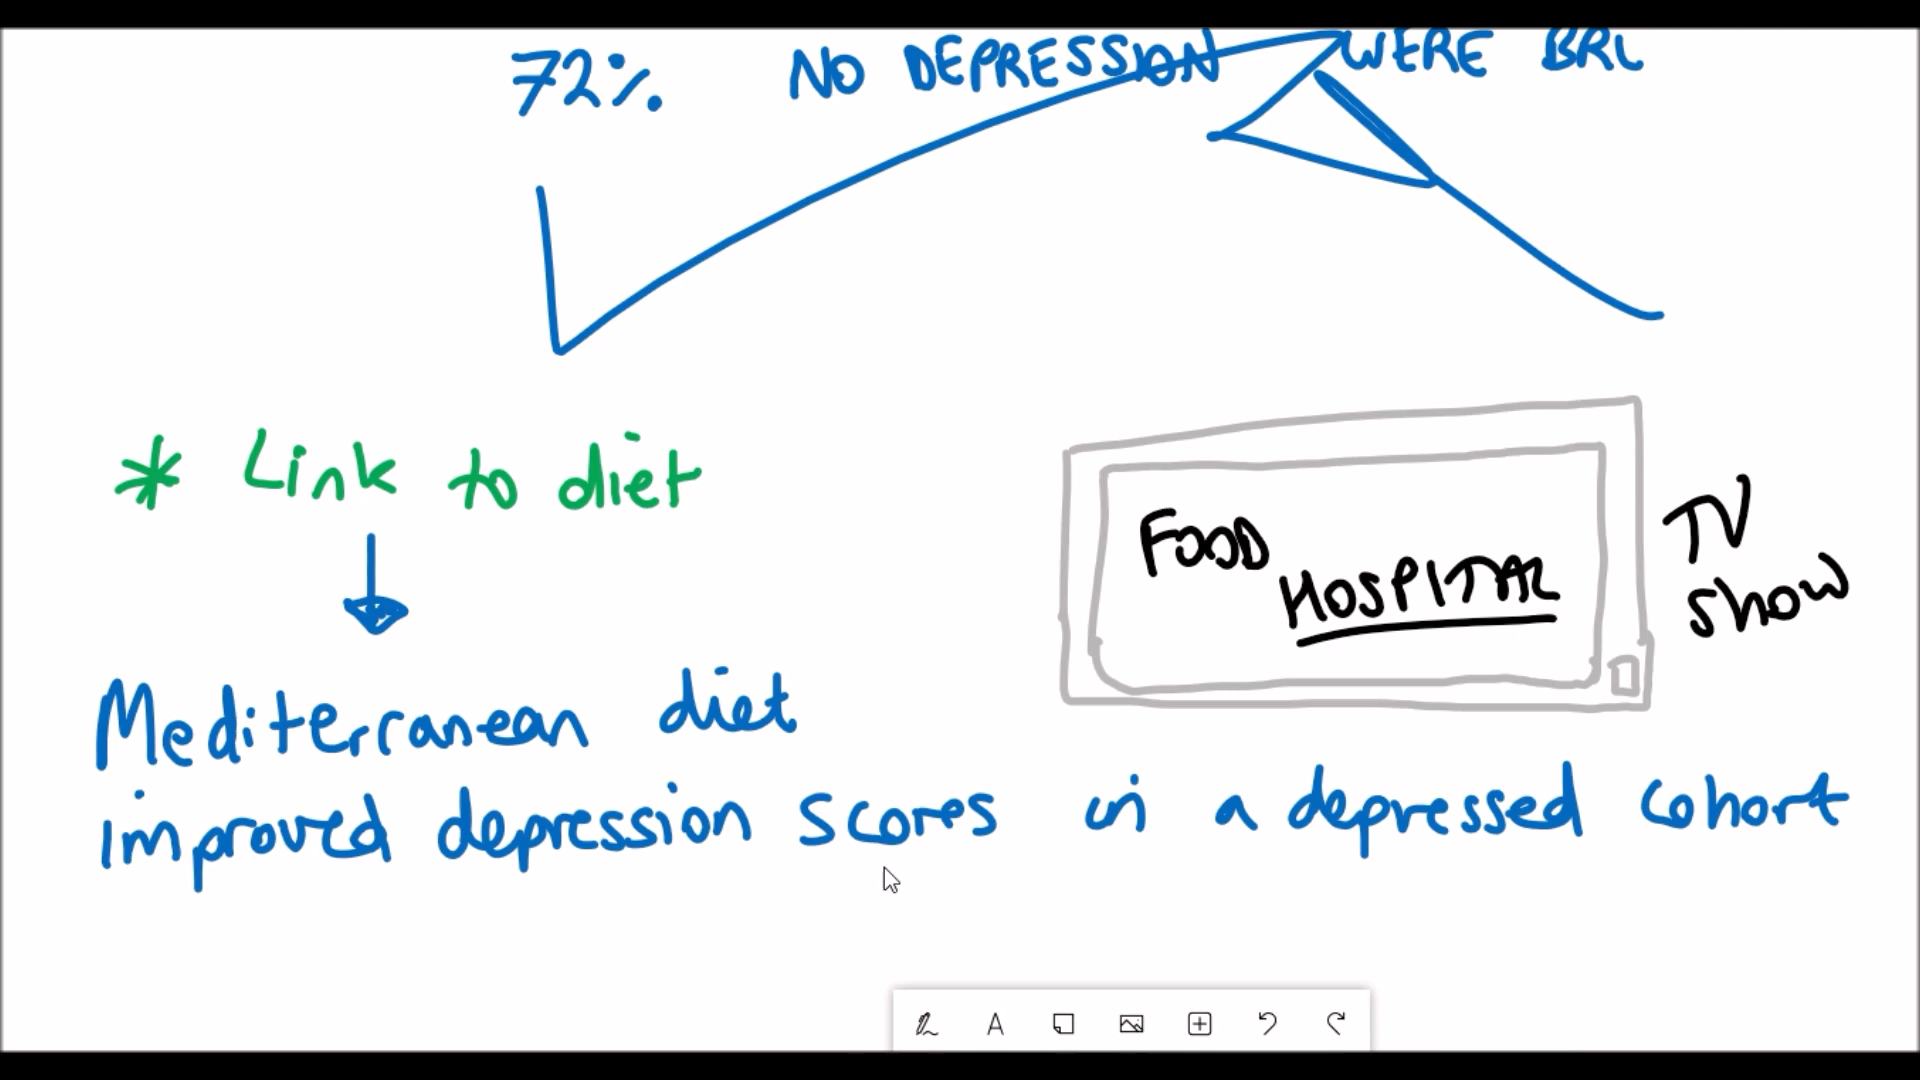 72% NO DEPRESSION WERE BRL
* Link to diet
FOOD
HOSPITAL
TV
show
Mediterranean diet
improved depression scores in a depressed cohort
A